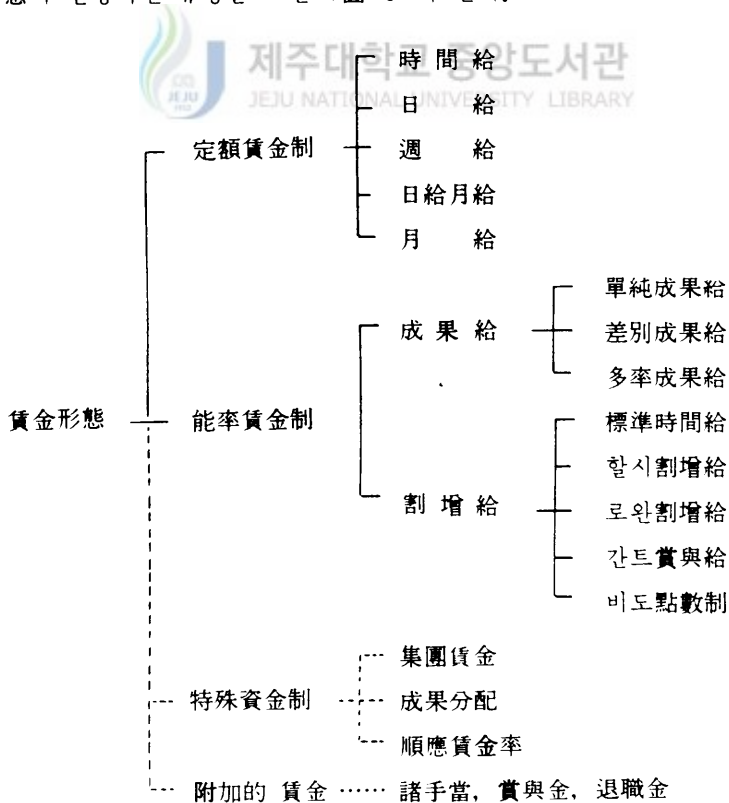 제주대학교 중앙도서관
JEJU NATIONAL UNIVERSITY LIBRARY
JEJU
1952
時間給
日 給
定額賃金制
週 給
日給月給
月 給
單純成果給
成果給
差別成果給
多率成果給
賃金形態
能率賃金制
標準時間給
할시割增給
割增給
로완割增給
간트賞與給
비도點數制
集團賃金
特殊資金制
成果分配
順應賃金率
附加的 賃金 …… 諸手當, 賞與金, 退職金